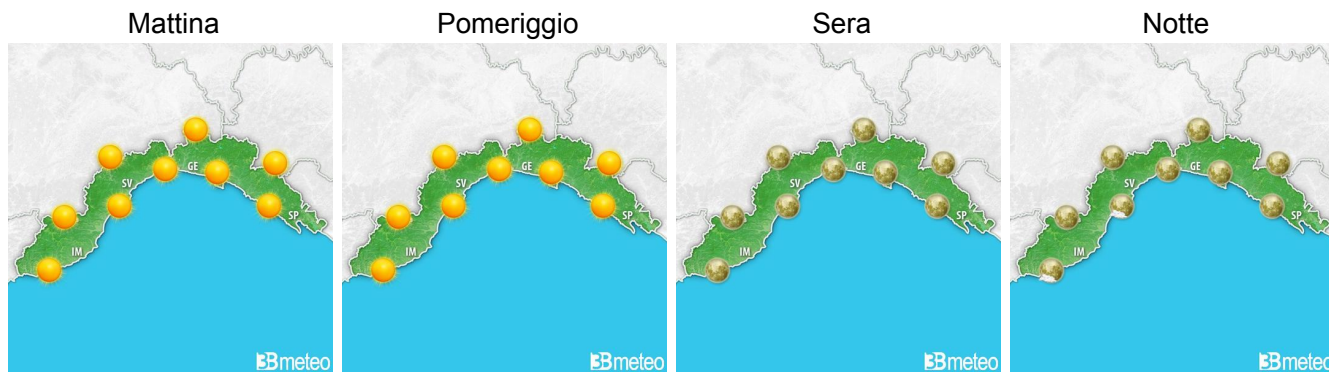 Mattina
Pomeriggio
Sera
Notte
SV
GE
IM
SP
3Bmeteo
SV
GE
IM
SP
3Bmeteo
SV
GE
IM
SP
3Bmeteo
SV
GE
IM
SP
3Bmeteo